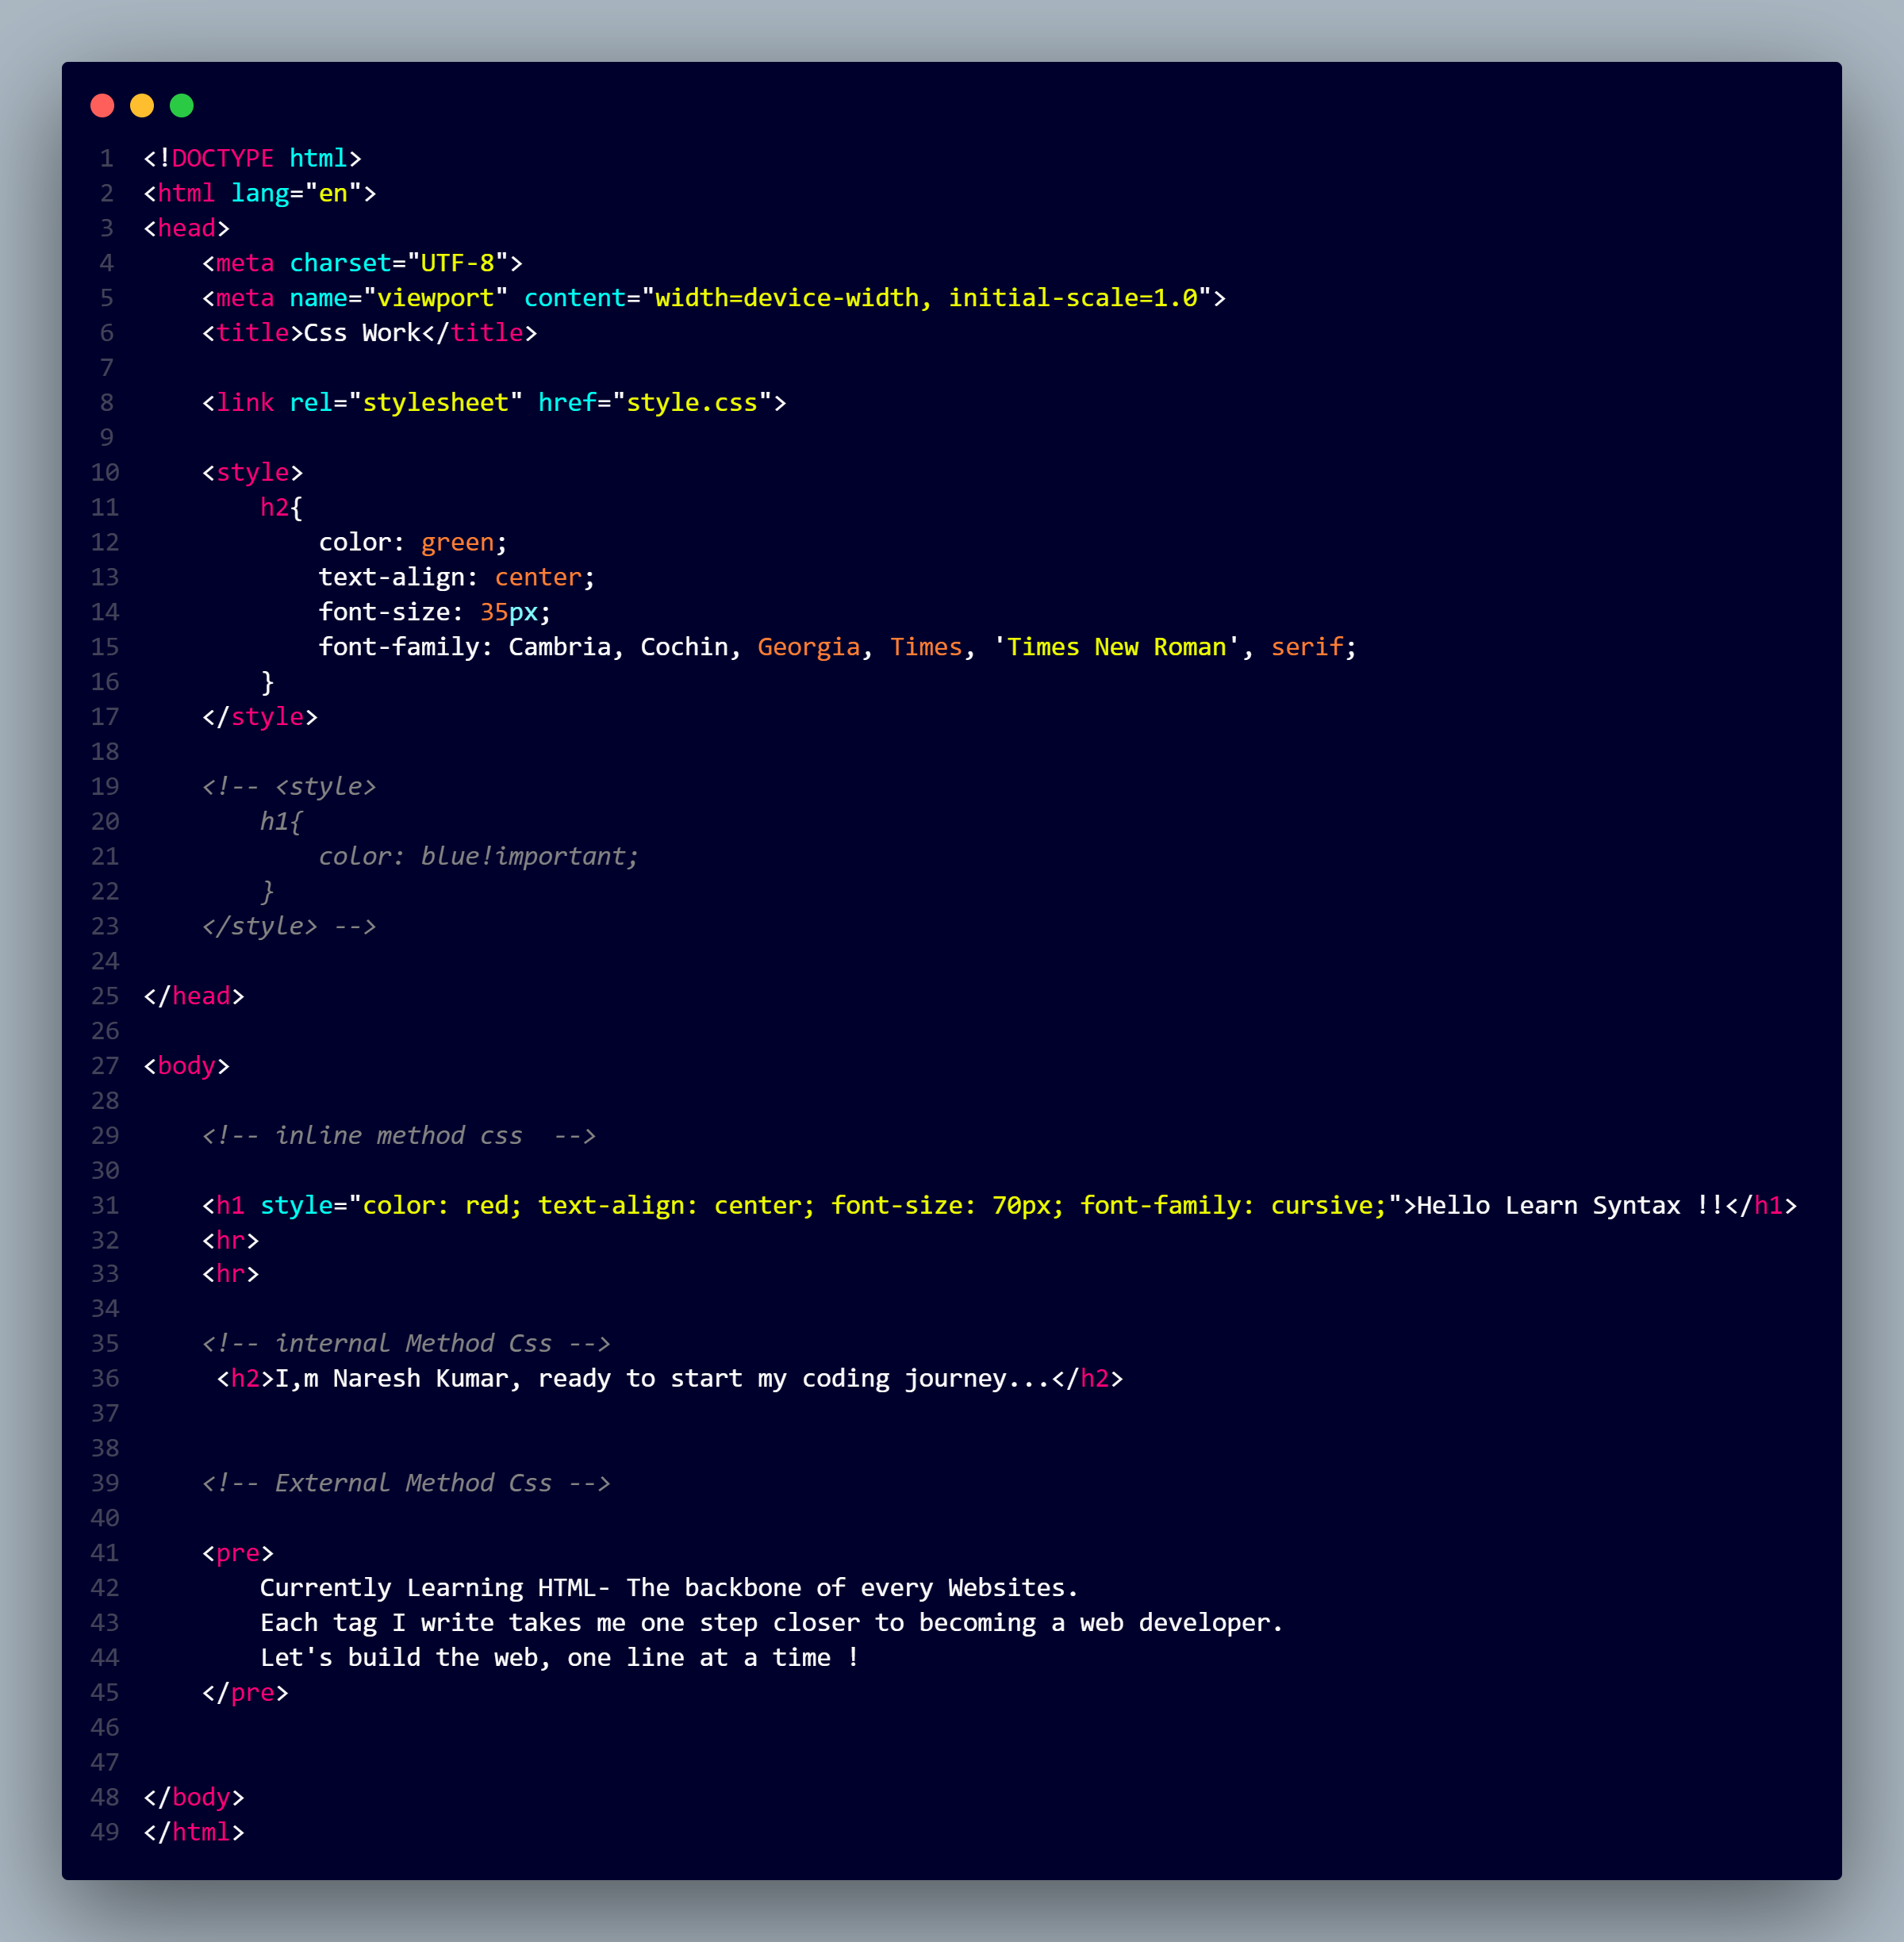 1 <!DOCTYPE html>
2 <html lang="en">
3 <head>
4     <meta charset="UTF-8">
5     <meta name="viewport" content="width=device-width, initial-scale=1.0">
6     <title>Css Work</title>
7
8     <link rel="stylesheet" href="style.css">
9
10     <style>
11         h2{
12             color: green;
13             text-align: center;
14             font-size: 35px;
15             font-family: Cambria, Cochin, Georgia, Times, 'Times New Roman', serif;
16         }
17     </style>
18
19     <!-- <style>
20         h1{
21             color: blue!important;
22         }
23     </style> -->
24
25 </head>
26
27 <body>
28
29     <!-- inline method css  -->
30
31     <h1 style="color: red; text-align: center; font-size: 70px; font-family: cursive;">Hello Learn Syntax !!</h1>
32     <hr>
33     <hr>
34
35     <!-- internal Method Css -->
36      <h2>I,m Naresh Kumar, ready to start my coding journey...</h2>
37
38
39     <!-- External Method Css -->
40
41     <pre>
42         Currently Learning HTML- The backbone of every Websites.
43         Each tag I write takes me one step closer to becoming a web developer.
44         Let's build the web, one line at a time !
45     </pre>
46
47
48 </body>
49 </html>